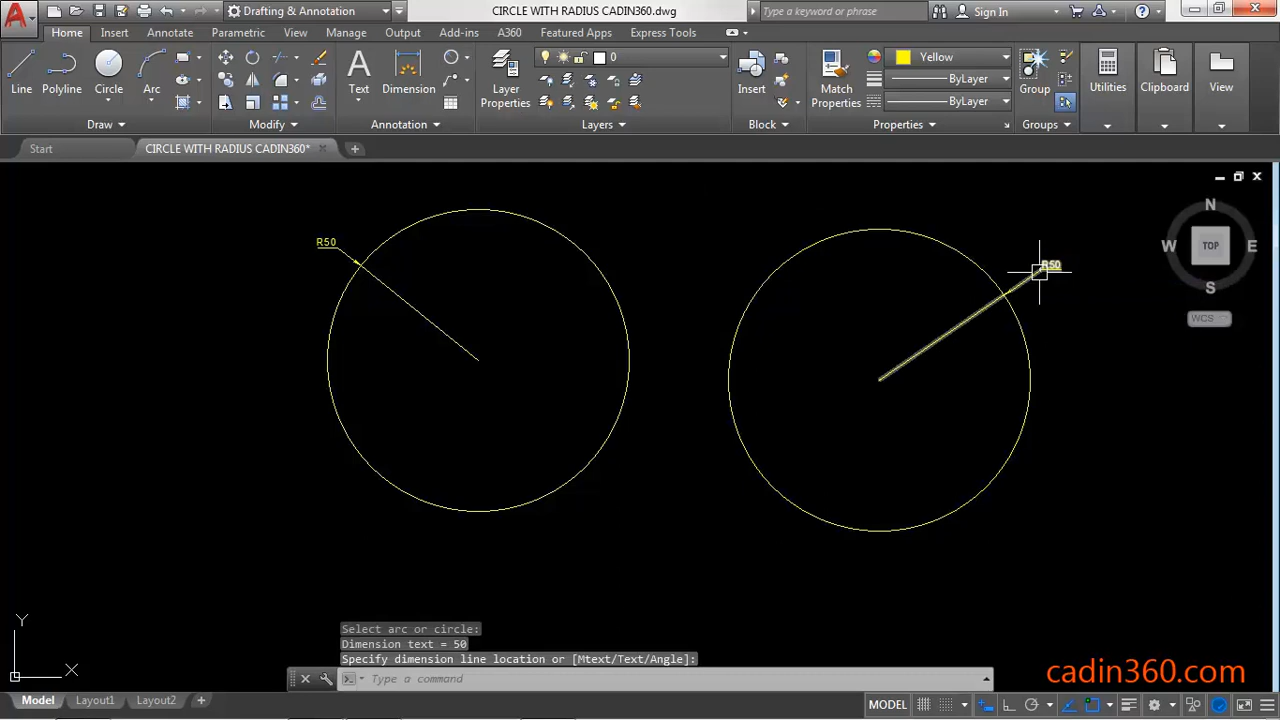 Drafting & Annotation
CIRCLE WITH RADIUS CADIN360.dwg
Type a keyword or phrase
Sign In
Home
Insert
Annotate
Parametric
View
Manage
Output
Add-ins
A360
Featured Apps
Express Tools
Line
Polyline
Circle
Arc
Text
Dimension
Layer
Properties
0
Insert
Match
Properties
Yellow
ByLayer
ByLayer
Group
Utilities
Clipboard
View
Draw
Modify
Annotation
Layers
Block
Properties
Groups
Start
CIRCLE WITH RADIUS CADIN360*
R50
R50
N
W
TOP
E
S
WCS
Y
X
Select arc or circle:
Dimension text = 50
Specify dimension line location or [Mtext/Text/Angle]:
Type a command
cadin360.com
Model
Layout1
Layout2
MODEL